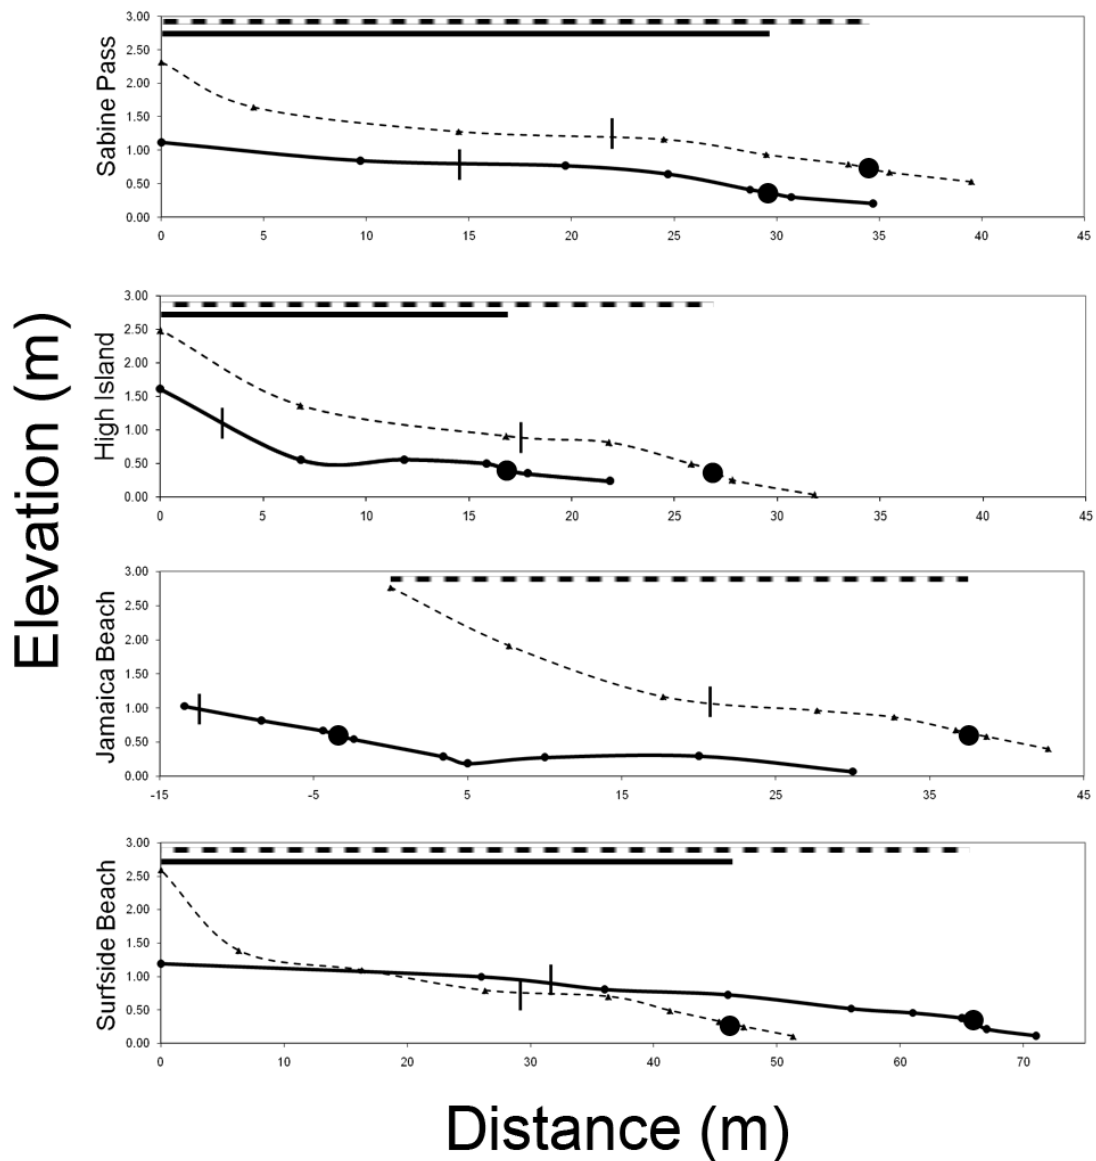 Elevation (m)
Sabine Pass
3.00
2.50
2.00
1.50
1.00
0.50
0.00
0 5 10 15 20 25 30 35 40 45
High Island
3.00
2.50
2.00
1.50
1.00
0.50
0.00
0 5 10 15 20 25 30 35 40 45
Jamaica Beach
3.00
2.50
2.00
1.50
1.00
0.50
0.00
-15 -5 5 15 25 35 45
Surfside Beach
3.00
2.50
2.00
1.50
1.00
0.50
0.00
0 10 20 30 40 50 60 70
Distance (m)